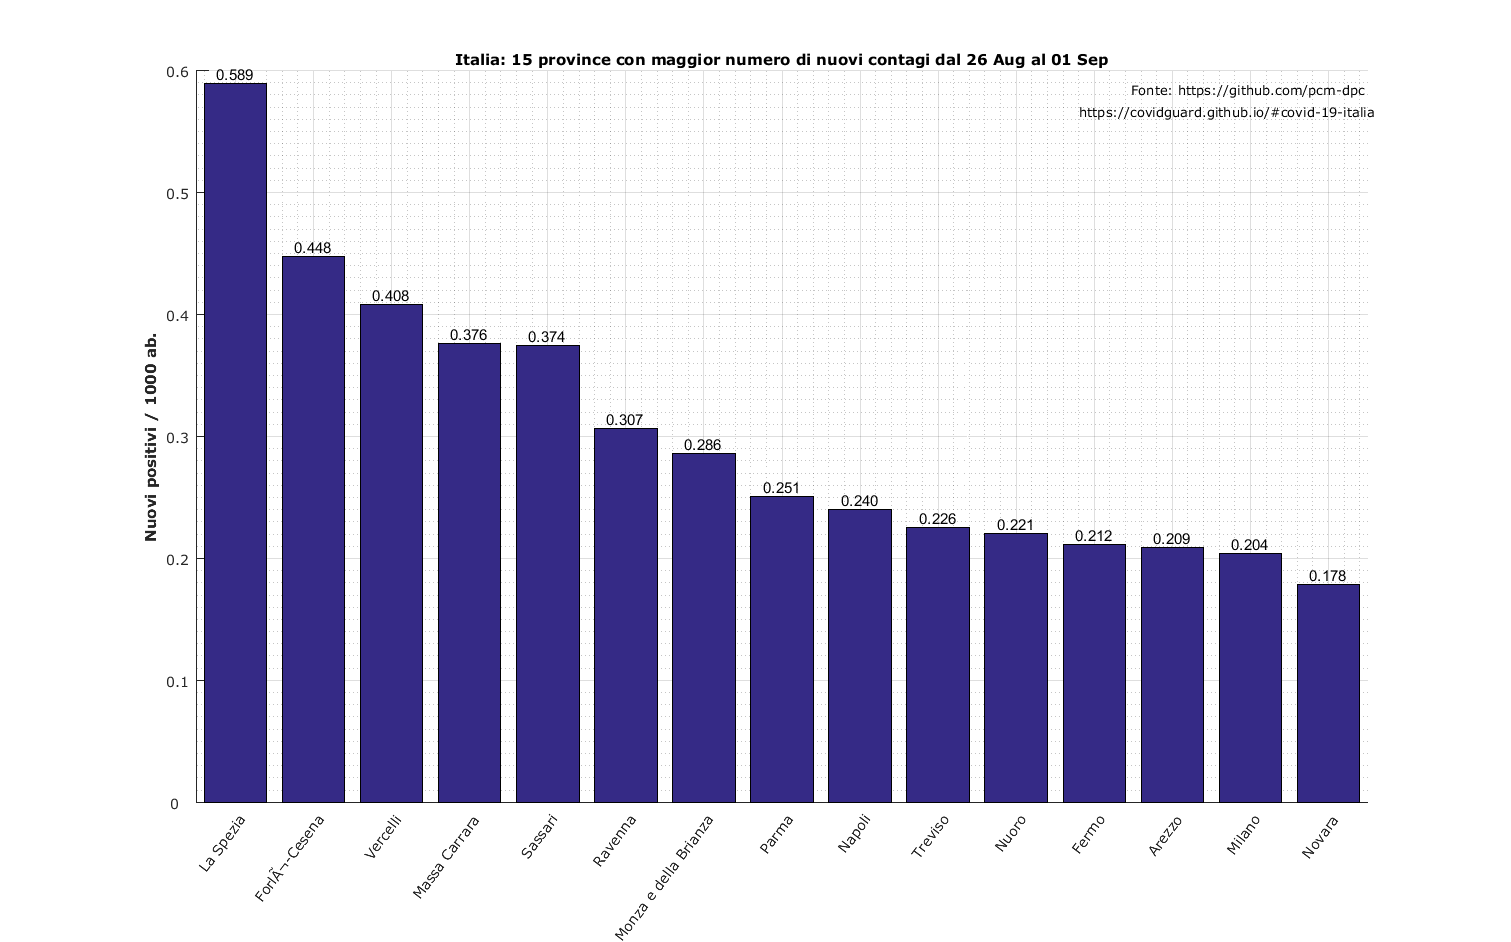 Italia: 15 province con maggior numero di nuovi contagi dal 26 Aug al 01 Sep
Fonte: https://github.com/pcm-dpc
https://covidguard.github.io/#covid-19-italia
Nuovi positivi / 1000 ab.
0.6
0.5
0.4
0.3
0.2
0.1
0
0.589
0.448
0.408
0.376
0.374
0.307
0.286
0.251
0.240
0.226
0.221
0.212
0.209
0.204
0.178
La Spezia
ForlÃ¬-Cesena
Vercelli
Massa Carrara
Sassari
Ravenna
Monza e della Brianza
Parma
Napoli
Treviso
Nuoro
Fermo
Arezzo
Milano
Novara